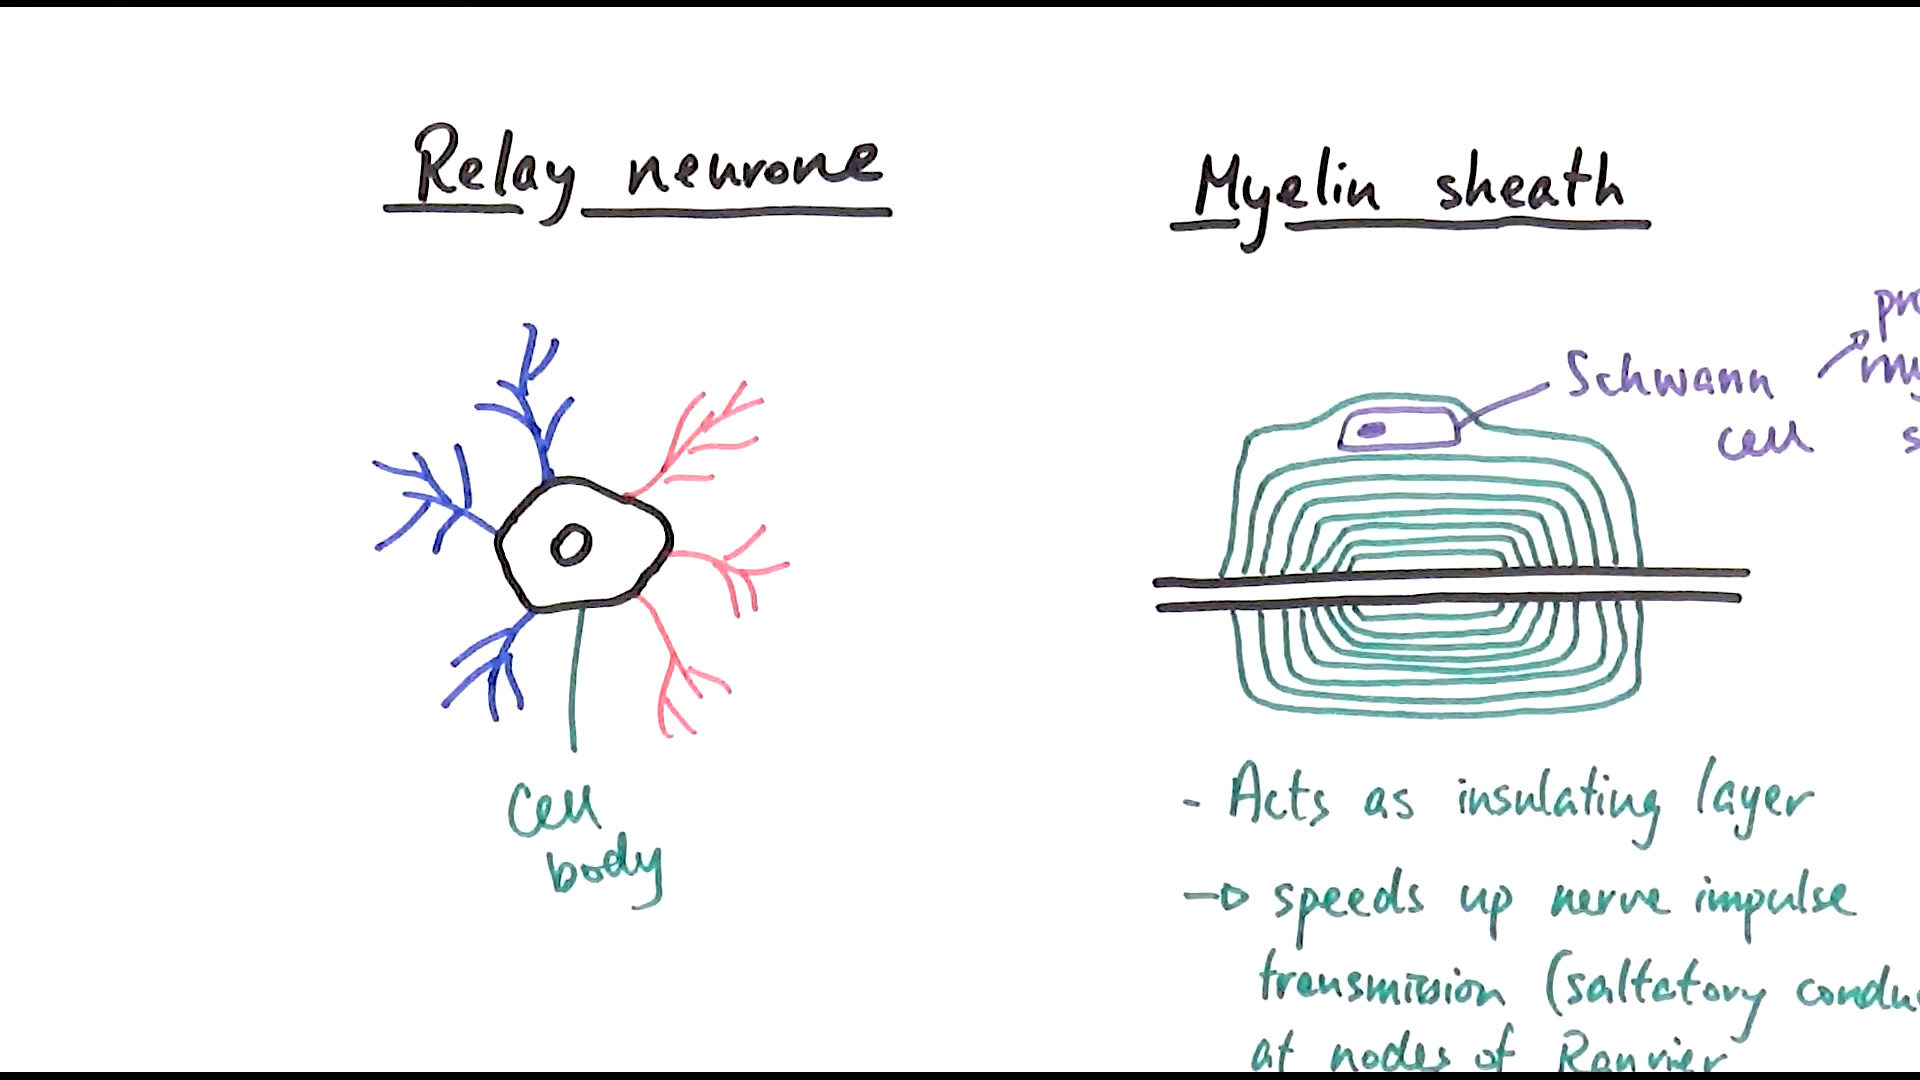 Relay neurone
Myelin sheath
Schwann
cell
Cell
body
- Acts as insulating layer
→ speeds up nerve impulse
transmission (saltatory
at nodes of Ranvier